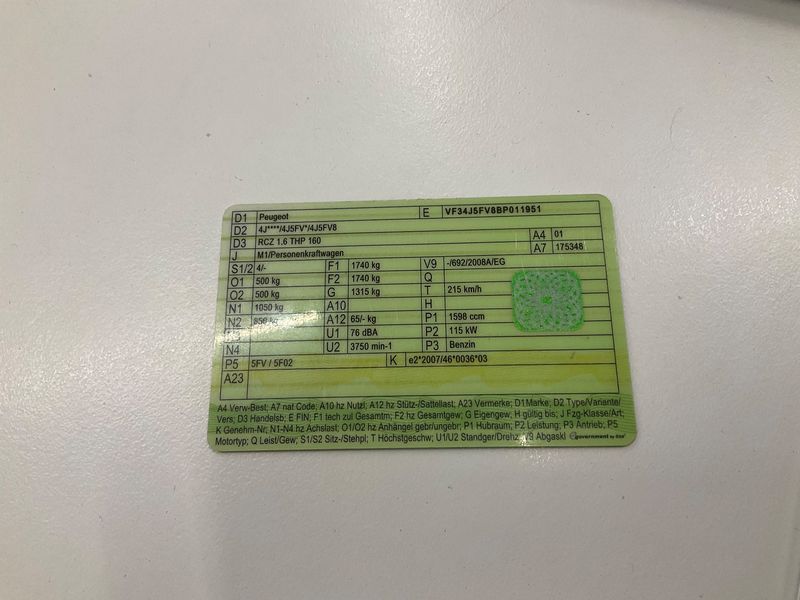 D1 Peugeot E VF34J5FV8BP011951
D2 4J****/4J5FV*/4J5FV8
D3 RCZ 1.6 THP 160 A4 01
J M1/Personenkraftwagen A7 175348
S1/2 4/- F1 1740 kg V9 -/692/2008A/EG
O1 500 kg F2 1740 kg Q
O2 500 kg G 1315 kg T 215 km/h
N1 1050 kg A10 H
N2 kg A12 65/- kg P1 1598 ccm
U1 76 dBA P2 115 kW
N4 U2 3750 min-1 P3 Benzin
P5 5FV / 5F02 K e2*2007/46*0036*03
A23
A4 Verw-Best; A7 nat Code; A10 hz Nutzl; A12 hz Stütz-/Sattellast; A23 Vermerke; D1 Marke; D2 Type/Variante/
Vers; D3 Handelsb; E FIN; F1 tech zul Gesamtm; F2 hz Gesamtgew; G Eigengew; H gültig bis; J Fzg-Klasse/Art;
K Genehm-Nr; N1-N4 hz Achslast; O1/O2 hz Anhängel gebr/ungebr; P1 Hubraum; P2 Leistung; P3 Antrieb; P5
Motortyp; Q Leist/Gew; S1/S2 Sitz-/Stehpl; T Höchstgeschw; U1/U2 Standger/Drehz; V9 Abgaskl government by